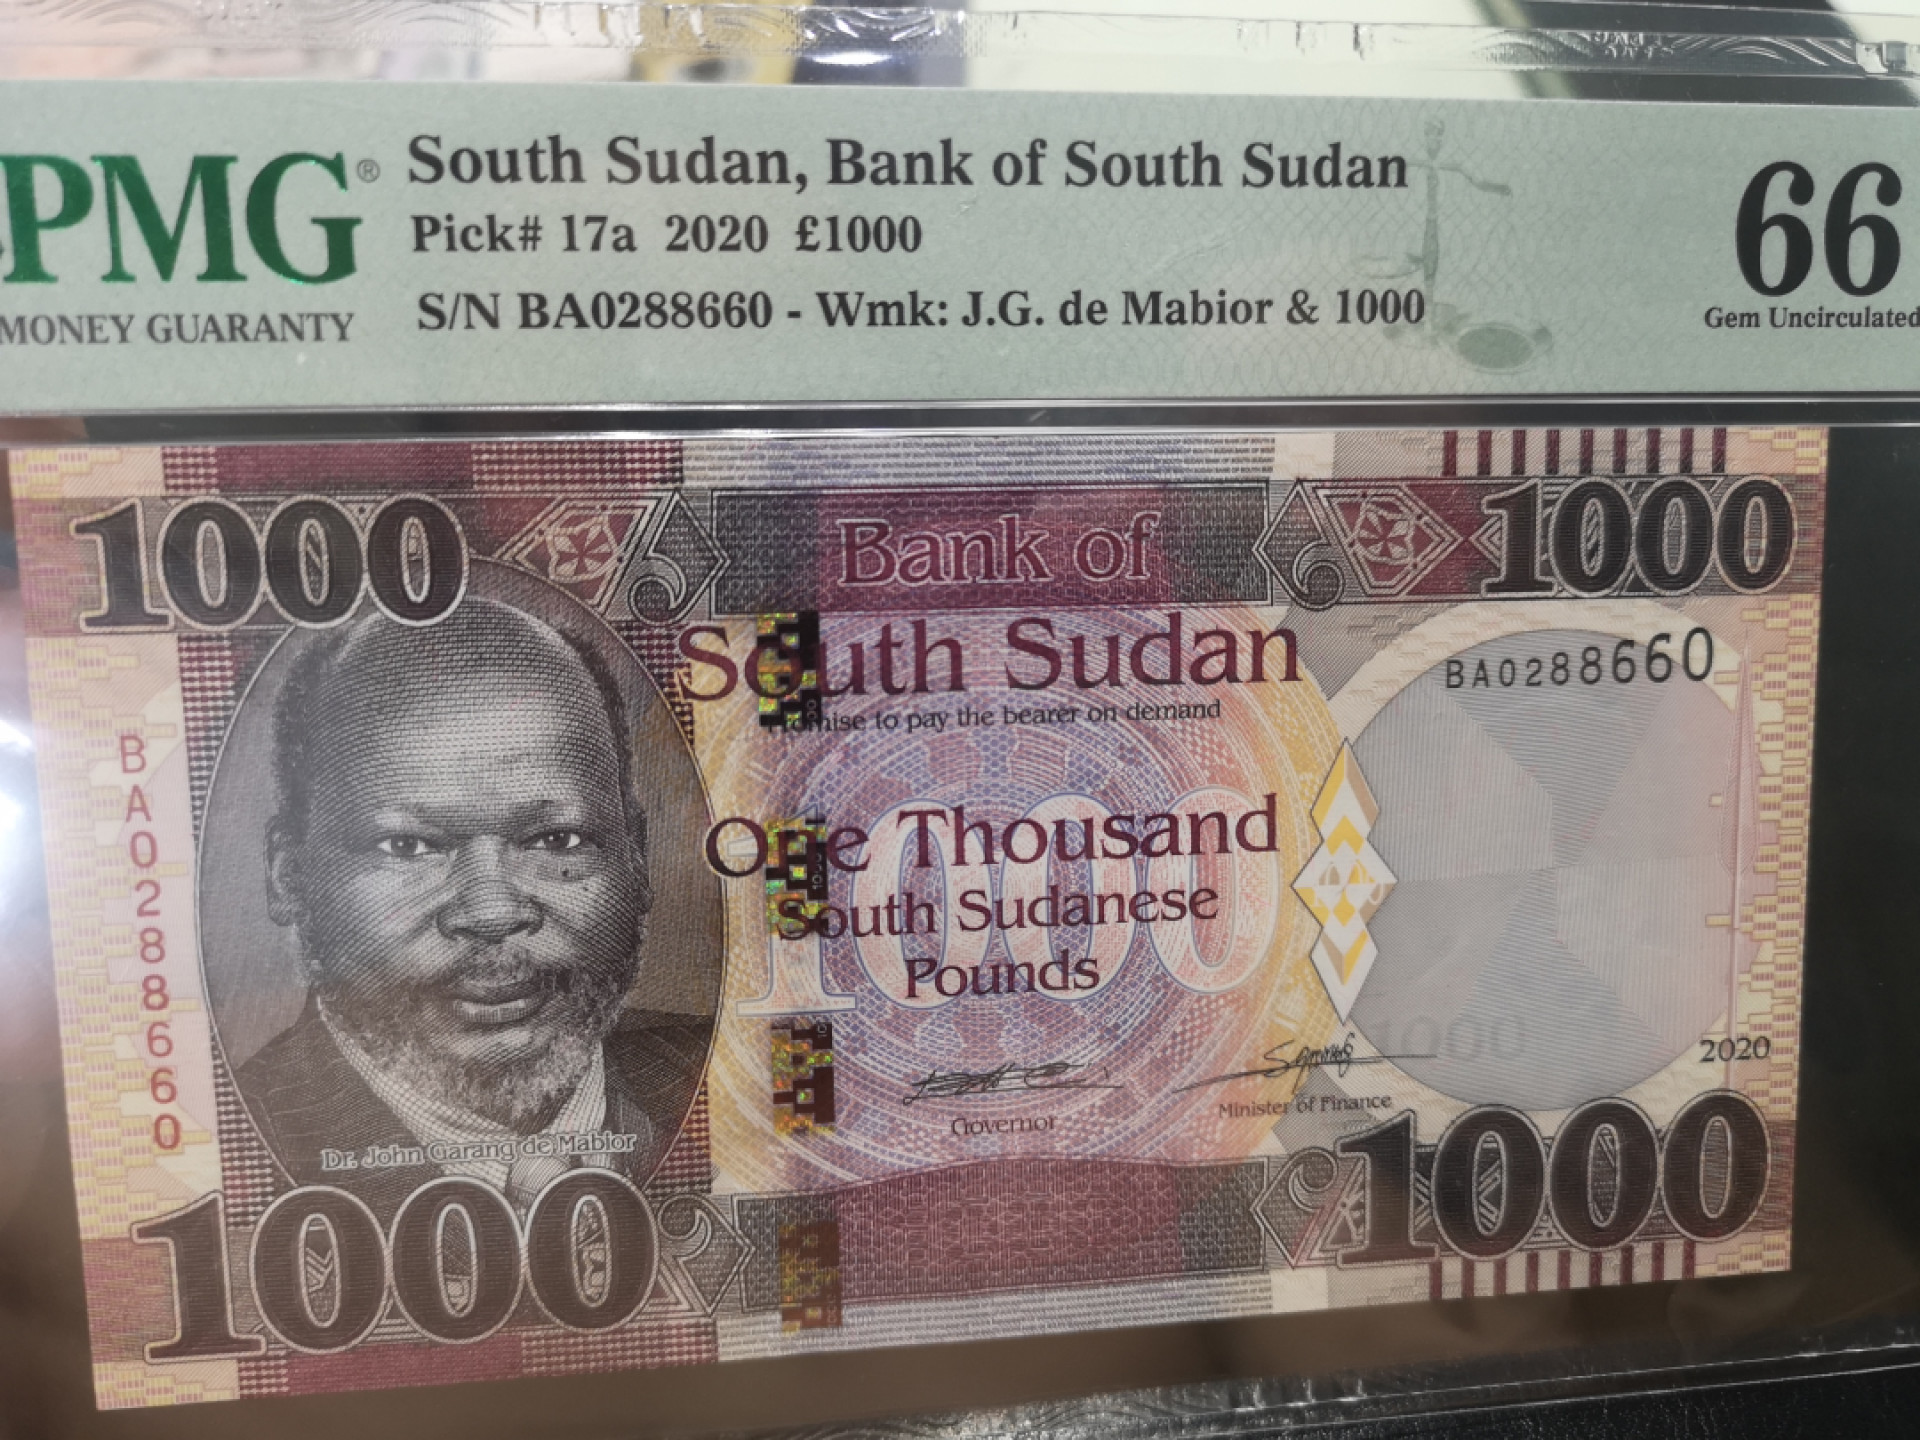 PMG®
MONEY GUARANTY
South Sudan, Bank of South Sudan
Pick# 17a 2020 £1000
S/N BA0288660 - Wmk: J.G. de Mabior & 1000
66
Gem Uncirculated
1000
Bank of
1000
South Sudan
BA0288660
Promise to pay the bearer on demand
BA0288660
1000
One Thousand
South Sudanese
Pounds
1000
2020
Governor
Minister of Finance
Dr. John Garang de Mabior
1000
1000